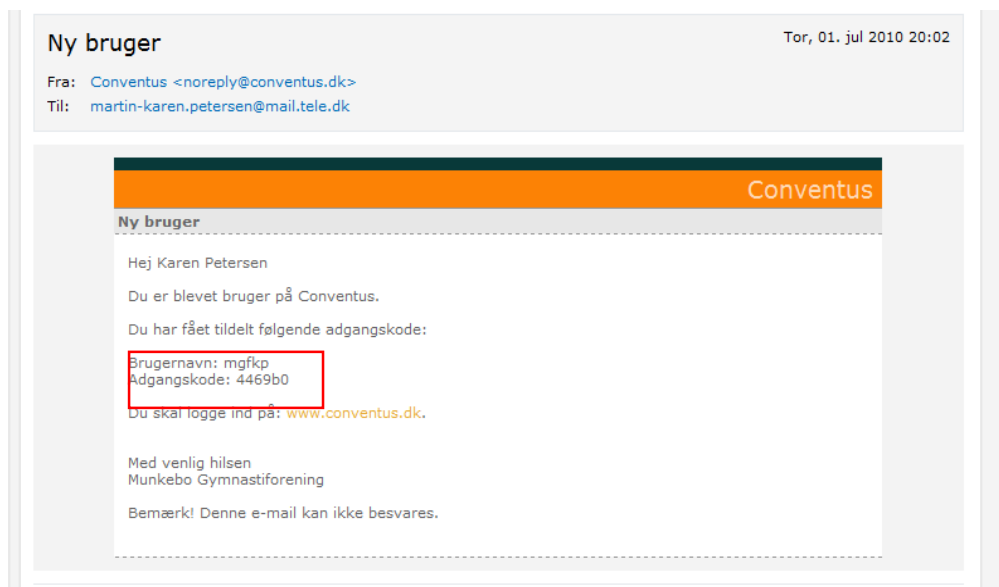 Ny bruger
Tor, 01. jul 2010 20:02
Fra: Conventus <noreply@conventus.dk>
Til: martin-karen.petersen@mail.tele.dk
Conventus
Ny bruger
Hej Karen Petersen
Du er blevet bruger på Conventus.
Du har fået tildelt følgende adgangskode:
Brugernavn: mgfkp
Adgangskode: 4469b0
Du skal logge ind på: www.conventus.dk.
Med venlig hilsen
Munkebo Gymnastiforening
Bemærk! Denne e-mail kan ikke besvares.